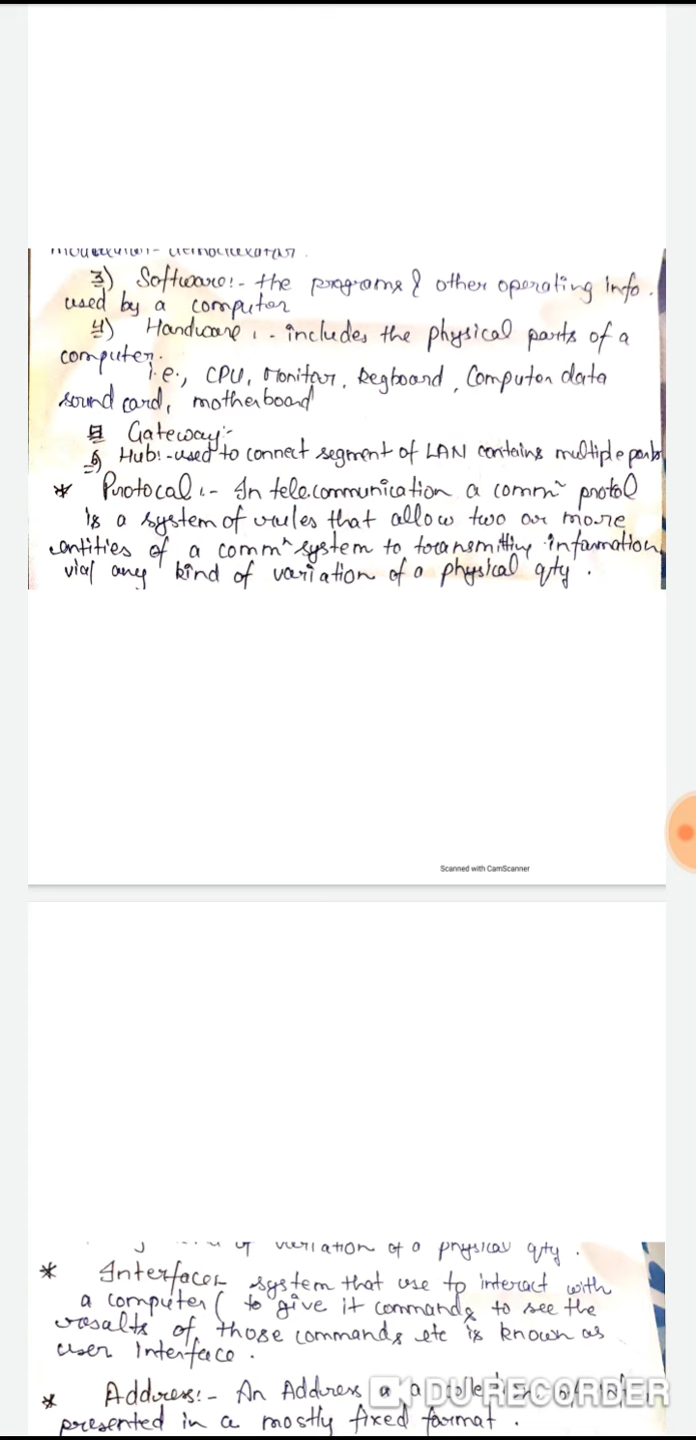 3) Software:- the programs & other operating info.
used by a computer
4) Hardware :- includes the physical parts of a
computer.
i.e., CPU, Monitor, Keyboard, Computer data
sound card, motherboard
5 Gateway:-
6) Hub:-used to connect segment of LAN contains multiple ports
* Protocal :- In telecommunication a commⁿ protol
is a system of rules that allow two or more
entities of a commⁿ system to transmitting information
via any kind of variation of a physical qty.
Scanned with CamScanner
of variation of a physical qty.
* Interface:- system that use to interact with
a computer ( to give it commands to see the
results of those commands etc is known as
user Interface.
* Address:- An Address a a
DU RECORDER
presented in a mostly fixed format.